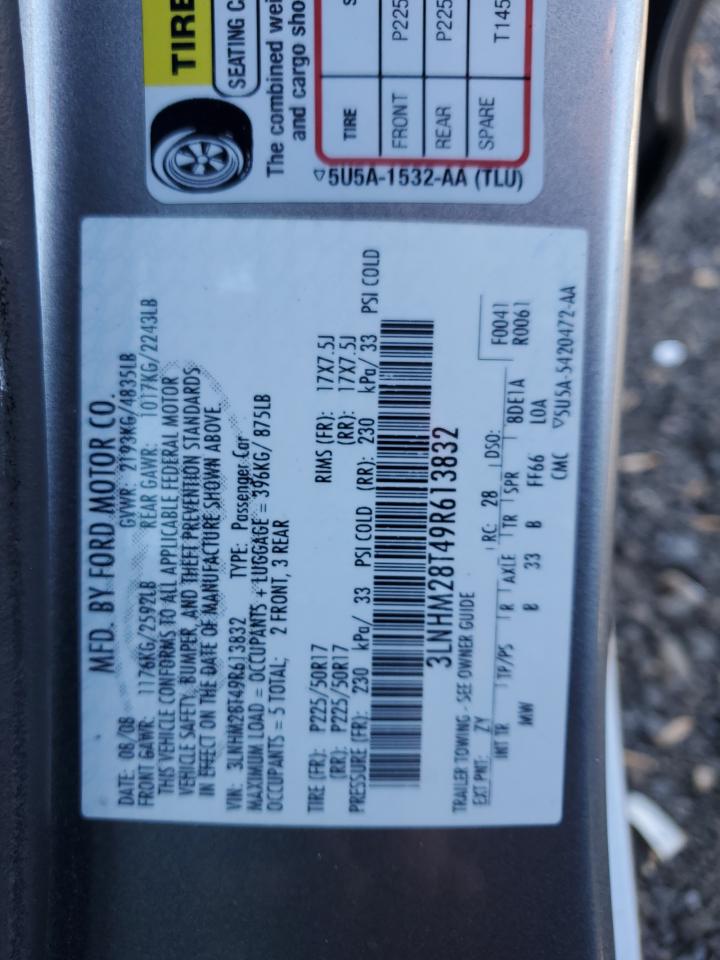 MFD. BY FORD MOTOR CO.
DATE: 08/08 GVWR: 2193KG/4835LB
FRONT GAWR: 1176KG/2592LB REAR GAWR: 1017KG/2243LB
THIS VEHICLE CONFORMS TO ALL APPLICABLE FEDERAL MOTOR
VEHICLE SAFETY, BUMPER, AND THEFT PREVENTION STANDARDS
IN EFFECT ON THE DATE OF MANUFACTURE SHOWN ABOVE.
VIN: 3LNHM28T49R613832 TYPE: Passenger Car
MAXIMUM LOAD = OCCUPANTS + LUGGAGE = 396KG/ 875LB
OCCUPANTS = 5 TOTAL; 2 FRONT, 3 REAR
TIRE (FR): P225/50R17 RIMS (FR): 17X7.5J
(RR): P225/50R17 (RR): 17X7.5J
PRESSURE (FR): 230 kPa/ 33 PSI COLD (RR): 230 kPa/ 33 PSI COLD
3LNHM28T49R613832
TRAILER TOWING - SEE OWNER GUIDE
EXT PNT: ZY RC: 28 DSO: F0041
R0061
INT TR TP/PS R AXLE TR SPR 8DE1A
MW B 33 B FF66 LOA
CMC ▽5U5A-5420472-AA
TIRE
SEATING CA
The combined wei
and cargo sho
TIRE S
FRONT P225
REAR P225
SPARE T145
▽5U5A-1532-AA (TLU)